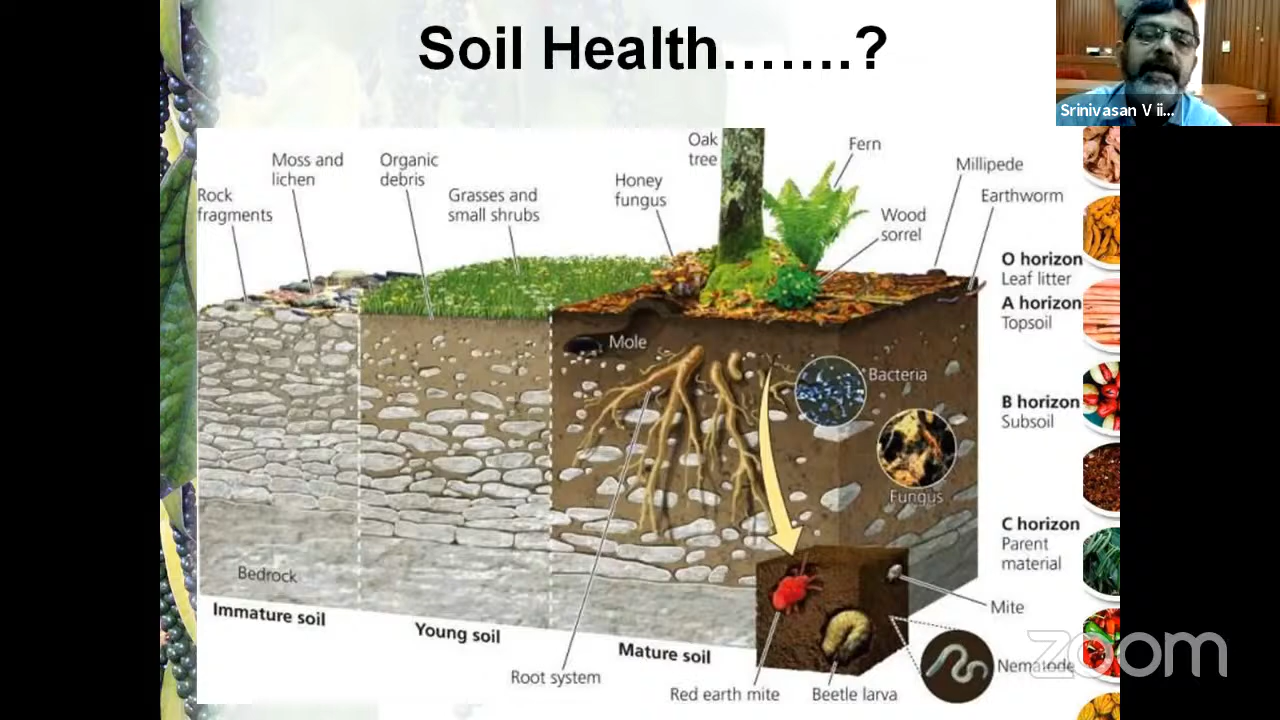 Soil Health.......?
Srinivasan V ii...
Oak
tree
Fern
Moss and
lichen
Organic
debris
Millipede
Rock
fragments
Grasses and
small shrubs
Honey
fungus
Earthworm
Wood
sorrel
O horizon
Leaf litter
A horizon
Topsoil
Mole
Bacteria
B horizon
Subsoil
Fungus
C horizon
Parent
material
Bedrock
Mite
Immature soil
Young soil
Mature soil
Root system
Red earth mite
Beetle larva
Nematode
zoom